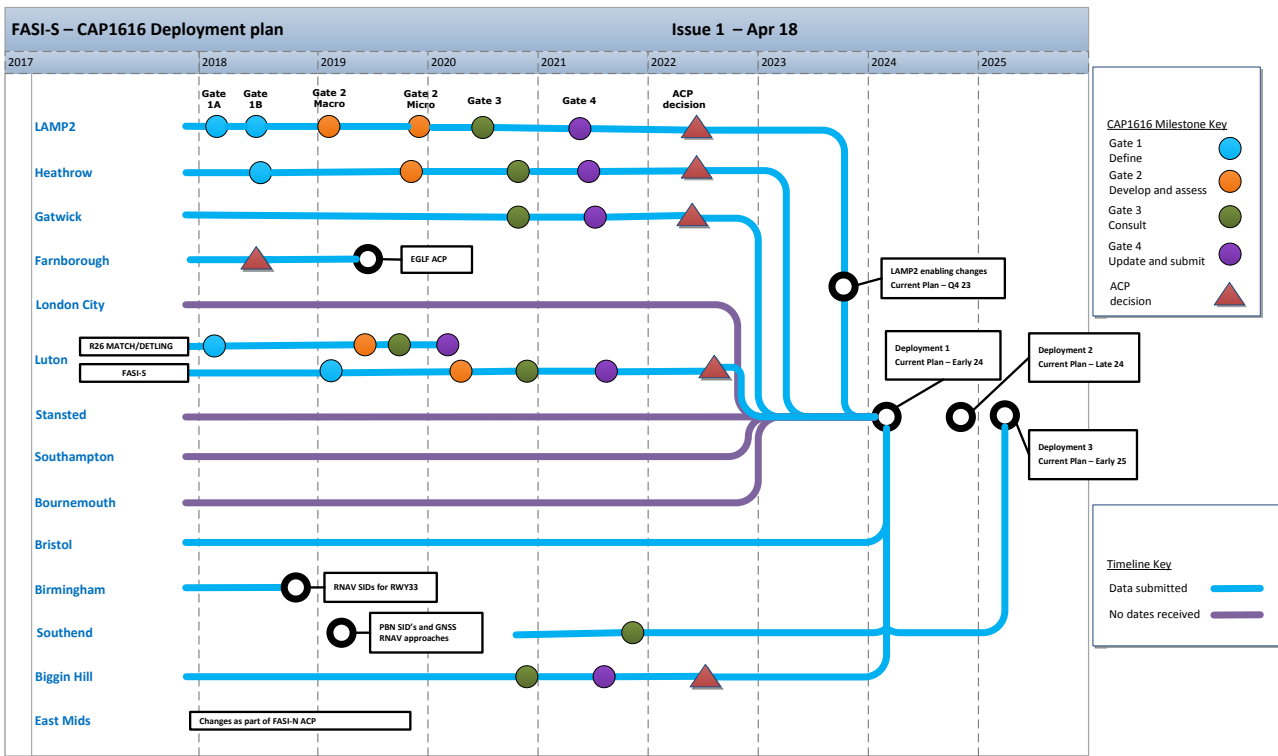 FASI-S – CAP1616 Deployment plan
Issue 1 – Apr 18
2017
2018
2019
2020
2021
2022
2023
2024
2025
Gate
1A
Gate
1B
Gate 2
Macro
Gate 2
Micro
Gate 3
Gate 4
ACP
decision
LAMP2
Heathrow
Gatwick
Farnborough
EGLF ACP
London City
R26 MATCH/DETLING
Luton
FASI-S
Stansted
Southampton
Bournemouth
Bristol
Birmingham
RNAV SIDs for RWY33
Southend
PBN SID's and GNSS
RNAV approaches
Biggin Hill
East Mids
Changes as part of FASI-N ACP
LAMP2 enabling changes
Current Plan – Q4 23
Deployment 1
Current Plan – Early 24
Deployment 2
Current Plan – Late 24
Deployment 3
Current Plan – Early 25
CAP1616 Milestone Key
Gate 1
Define
Gate 2
Develop and assess
Gate 3
Consult
Gate 4
Update and submit
ACP
decision
Timeline Key
Data submitted
No dates received